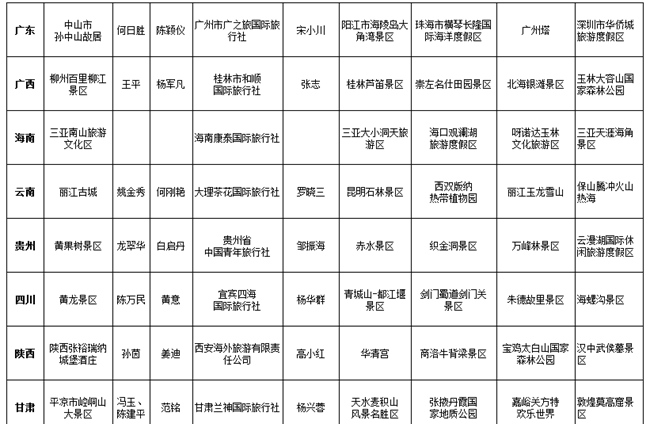 广东
中山市
孙中山故居
何日胜
陈颖仪
广州市广之旅国际旅
行社
宋小川
阳江市海陵岛大
角湾景区
珠海市横琴长隆国
际海洋度假区
广州塔
深圳市华侨城
旅游度假区
广西
柳州百里柳江
景区
王平
杨军凡
桂林市和顺
国际旅行社
张志
桂林芦笛景区
崇左名仕田园景区
北海银滩景区
玉林大容山国
家森林公园
海南
三亚南山旅游
文化区
海南康泰国际旅行社
三亚大小洞天旅
游区
海口观澜湖
旅游度假区
呀诺达玉林
文化旅游区
三亚天涯海角
景区
云南
丽江古城
姚金秀
何刚艳
大理茶花国际旅行社
罗晓三
昆明石林景区
西双版纳
热带植物园
丽江玉龙雪山
保山腾冲火山
热海
贵州
黄果树景区
龙翠华
白启丹
贵州省
中国青年旅行社
邹振海
赤水景区
织金洞景区
万峰林景区
云漫湖国际休
闲旅游度假区
四川
黄龙景区
陈万民
黄意
宜宾四海
国际旅行社
杨华群
青城山-都江堰
景区
剑门蜀道剑门关
景区
朱德故里景区
海螺沟景区
陕西
陕西张裕瑞纳
城堡酒庄
孙茵
姜迪
西安海外旅游有限责
任公司
高小红
华清宫
商洛牛背梁景区
宝鸡太白山国家
森林公园
汉中武侯墓景
区
甘肃
平凉市崆峒山
大景区
冯玉、
陈建平
范铭
甘肃兰神国际旅行社
杨兴蓉
天水麦积山
风景名胜区
张掖丹霞国
家地质公园
嘉峪关方特
欢乐世界
敦煌莫高窟景
区